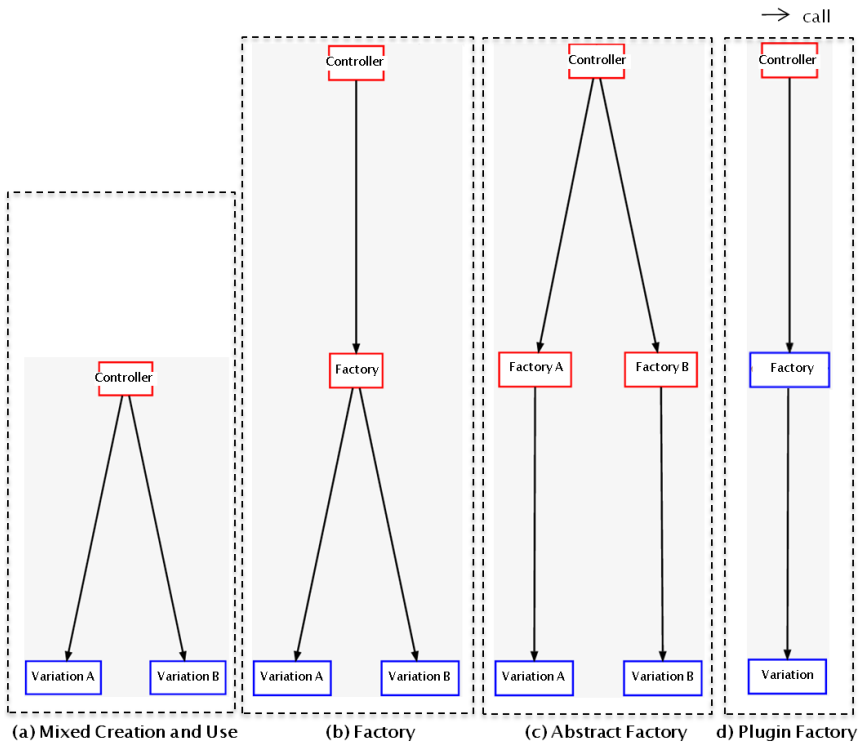 call
Controller
Controller
Controller
Controller
Factory
Factory A
Factory B
Factory
Variation A
Variation B
Variation A
Variation B
Variation A
Variation B
Variation
(a) Mixed Creation and Use
(b) Factory
(c) Abstract Factory
d) Plugin Factory